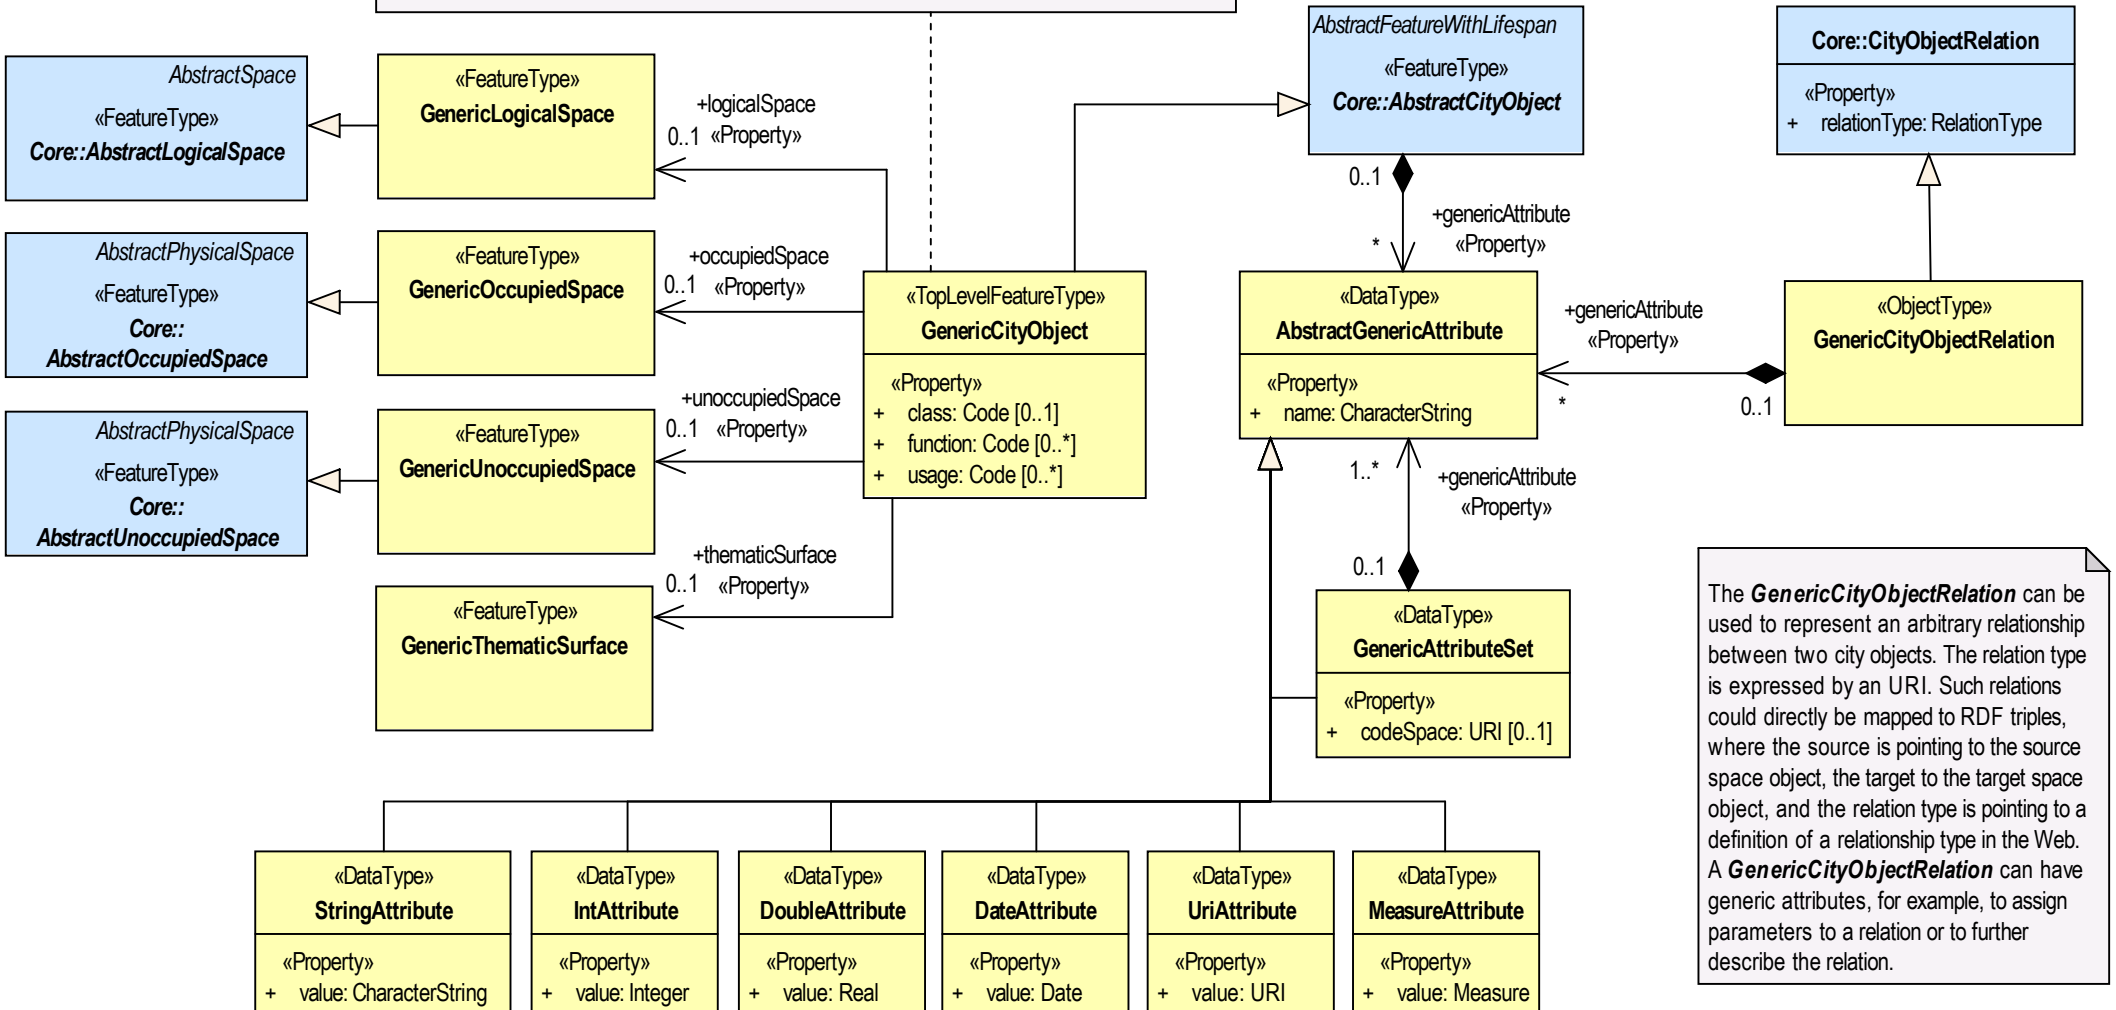 AbstractSpace
«FeatureType»
Core::AbstractLogicalSpace
«FeatureType»
GenericLogicalSpace
+logicalSpace
0..1 «Property»
AbstractFeatureWithLifespan
«FeatureType»
Core::AbstractCityObject
Core::CityObjectRelation
«Property»
+ relationType: RelationType
0..1
+genericAttribute
* «Property»
AbstractPhysicalSpace
«FeatureType»
Core::
AbstractOccupiedSpace
«FeatureType»
GenericOccupiedSpace
+occupiedSpace
0..1 «Property»
«TopLevelFeatureType»
GenericCityObject
«Property»
+ class: Code [0..1]
+ function: Code [0..*]
+ usage: Code [0..*]
«DataType»
AbstractGenericAttribute
«Property»
+ name: CharacterString
+genericAttribute
«Property»
*
0..1
«ObjectType»
GenericCityObjectRelation
AbstractPhysicalSpace
«FeatureType»
Core::
AbstractUnoccupiedSpace
«FeatureType»
GenericUnoccupiedSpace
+unoccupiedSpace
0..1 «Property»
1..*
+genericAttribute
«Property»
0..1
«FeatureType»
GenericThematicSurface
+thematicSurface
0..1 «Property»
«DataType»
GenericAttributeSet
«Property»
+ codeSpace: URI [0..1]
The GenericCityObjectRelation can be
used to represent an arbitrary relationship
between two city objects. The relation type
is expressed by an URI. Such relations
could directly be mapped to RDF triples,
where the source is pointing to the source
space object, the target to the target space
object, and the relation type is pointing to a
definition of a relationship type in the Web.
A GenericCityObjectRelation can have
generic attributes, for example, to assign
parameters to a relation or to further
describe the relation.
«DataType»
StringAttribute
«Property»
+ value: CharacterString
«DataType»
IntAttribute
«Property»
+ value: Integer
«DataType»
DoubleAttribute
«Property»
+ value: Real
«DataType»
DateAttribute
«Property»
+ value: Date
«DataType»
UriAttribute
«Property»
+ value: URI
«DataType»
MeasureAttribute
«Property»
+ value: Measure